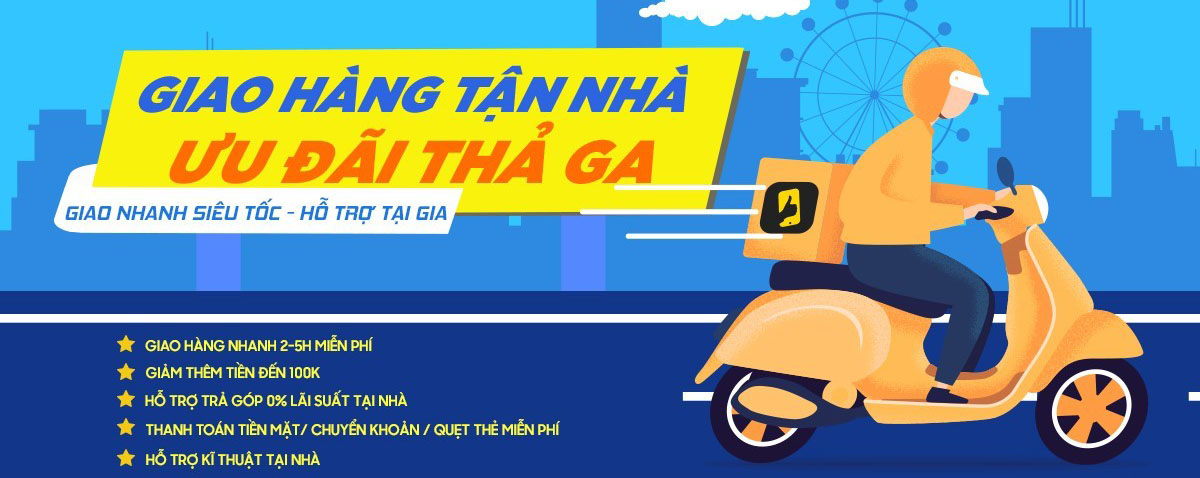 GIAO HÀNG TẬN NHÀ
ƯU ĐÃI THẢ GA
GIAO NHANH SIÊU TỐC - HỖ TRỢ TẠI GIA
GIAO HÀNG NHANH 2-5H MIỄN PHÍ
GIẢM THÊM TIỀN ĐẾN 100K
HỖ TRỢ TRẢ GÓP 0% LÃI SUẤT TẠI NHÀ
THANH TOÁN TIỀN MẶT/ CHUYỂN KHOẢN / QUẸT THẺ MIỄN PHÍ
HỖ TRỢ KĨ THUẬT TẠI NHÀ